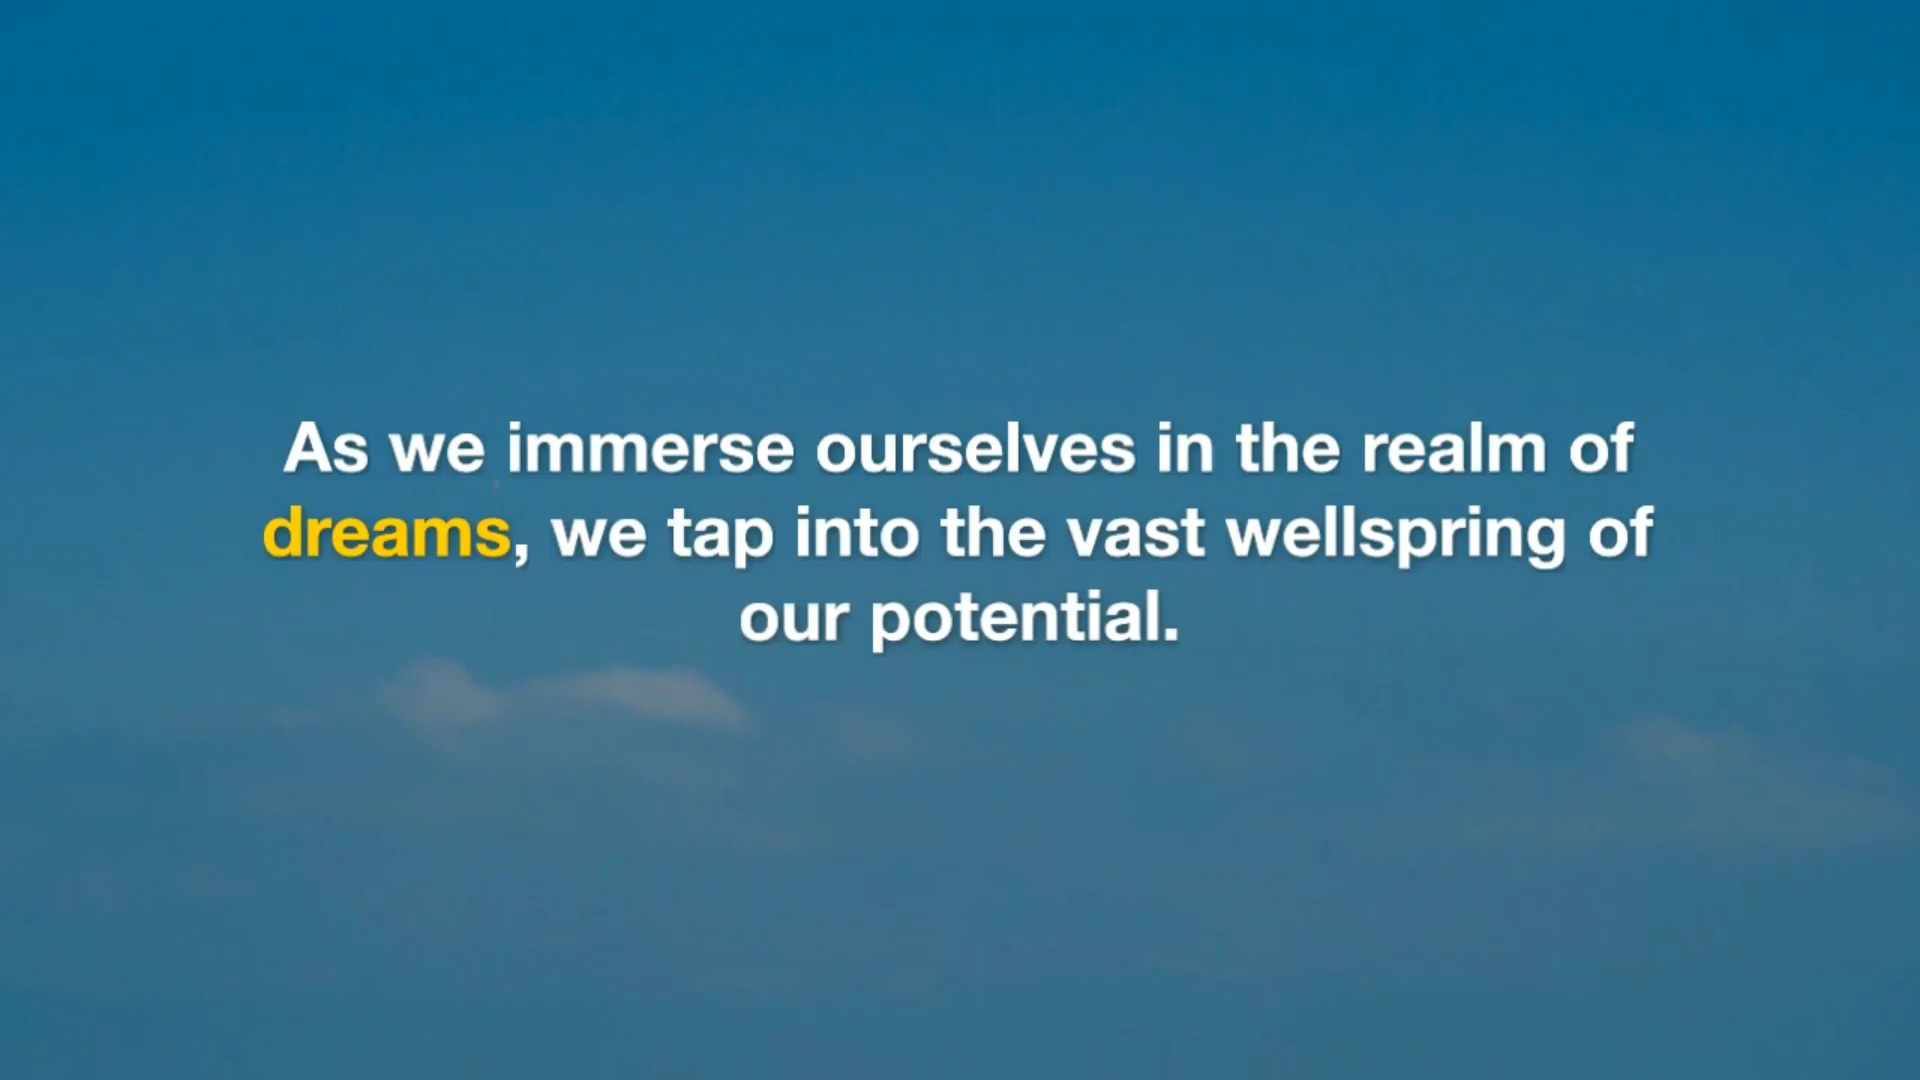 As we immerse ourselves in the realm of
dreams, we tap into the vast wellspring of
our potential.